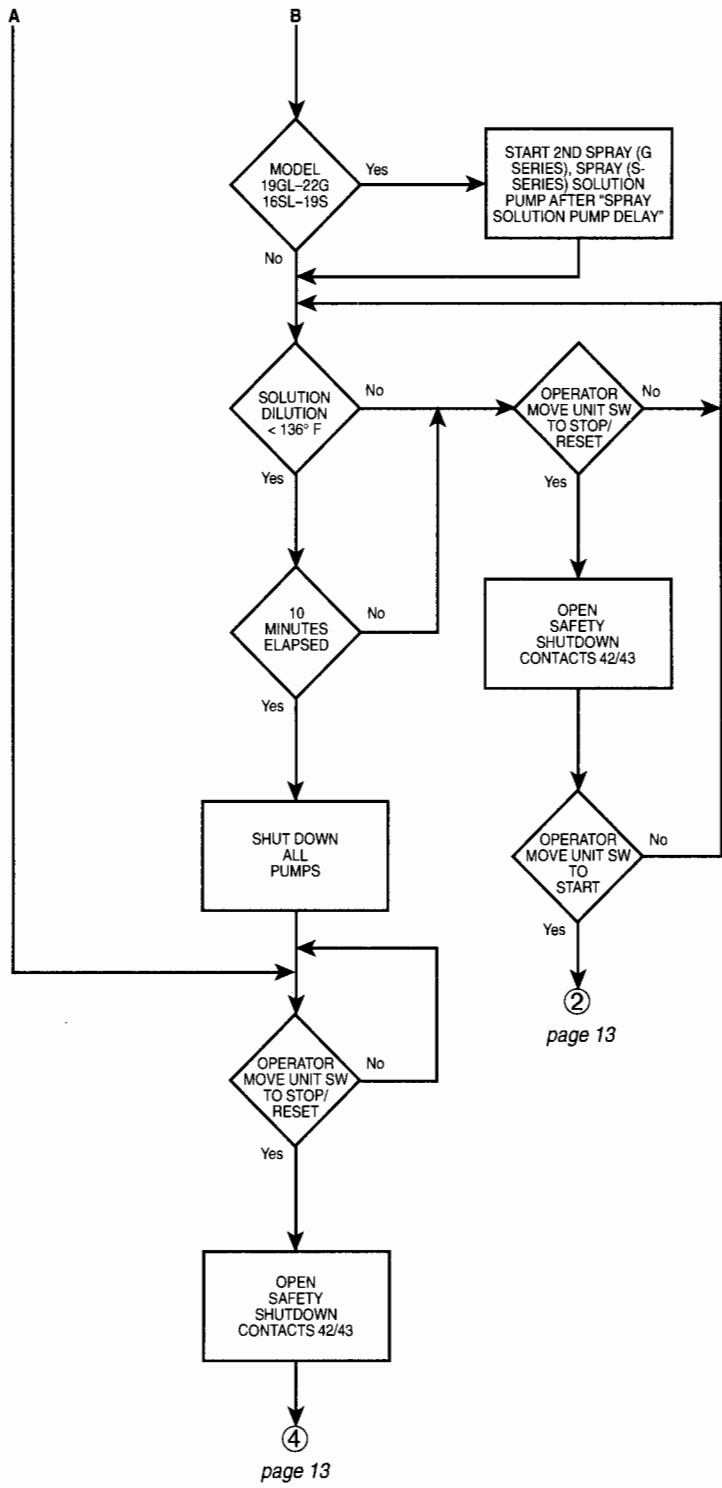 A
B
MODEL
19GL–22G
16SL–19S
Yes
No
START 2ND SPRAY (G
SERIES), SPRAY (S-
SERIES) SOLUTION
PUMP AFTER “SPRAY
SOLUTION PUMP DELAY”
SOLUTION
DILUTION
< 136° F
No
Yes
OPERATOR
MOVE UNIT SW
TO STOP/
RESET
No
Yes
10
MINUTES
ELAPSED
No
Yes
OPEN
SAFETY
SHUTDOWN
CONTACTS 42/43
SHUT DOWN
ALL
PUMPS
OPERATOR
MOVE UNIT SW
TO
START
No
Yes
2
page 13
OPERATOR
MOVE UNIT SW
TO STOP/
RESET
No
Yes
OPEN
SAFETY
SHUTDOWN
CONTACTS 42/43
4
page 13